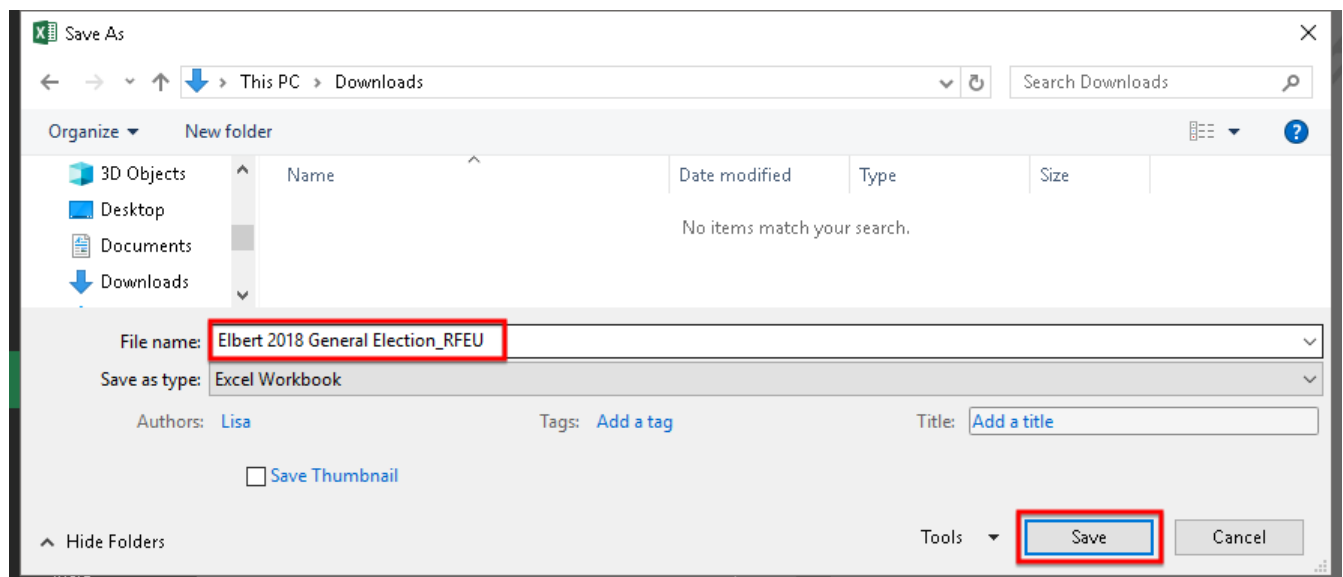 Save As
This PC > Downloads
Search Downloads
Organize
New folder
3D Objects
Desktop
Documents
Downloads
Name
Date modified
Type
Size
No items match your search.
File name: Elbert 2018 General Election_RFEU
Save as type: Excel Workbook
Authors: Lisa
Tags: Add a tag
Title: Add a title
Save Thumbnail
Hide Folders
Tools
Save
Cancel